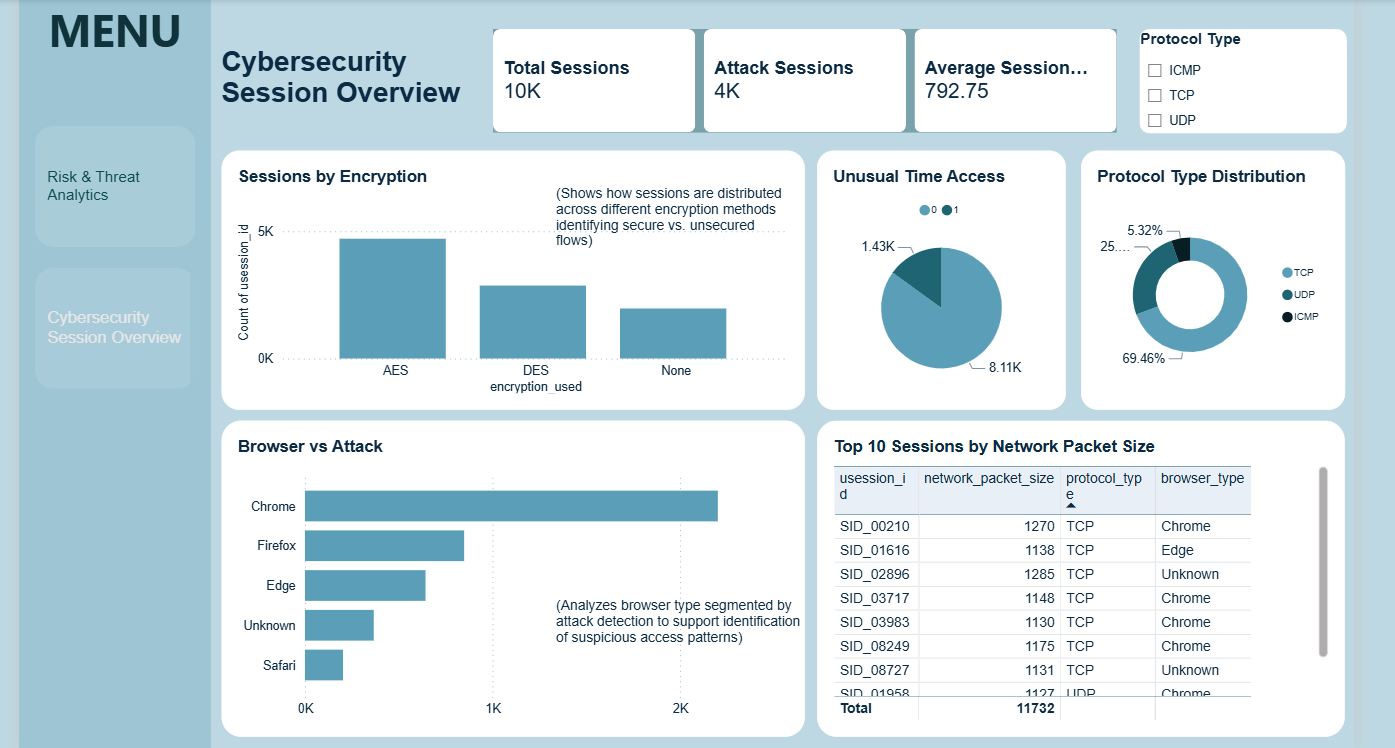 MENU
Risk & Threat
Analytics
Cybersecurity
Session Overview
Cybersecurity
Session Overview
Total Sessions
10K
Attack Sessions
4K
Average Session...
792.75
Protocol Type
ICMP
TCP
UDP
Sessions by Encryption
(Shows how sessions are distributed
across different encryption methods
identifying secure vs. unsecured
flows)
Count of usession_id
5K
0K
AES
DES
None
encryption_used
Unusual Time Access
0
1
1.43K
8.11K
Protocol Type Distribution
5.32%
25....
69.46%
TCP
UDP
ICMP
Browser vs Attack
Chrome
Firefox
Edge
Unknown
Safari
0K
1K
2K
(Analyzes browser type segmented by
attack detection to support identification
of suspicious access patterns)
Top 10 Sessions by Network Packet Size
usession_i network_packet_size protocol_typ browser_type
d e
SID_00210 1270 TCP Chrome
SID_01616 1138 TCP Edge
SID_02896 1285 TCP Unknown
SID_03717 1148 TCP Chrome
SID_03983 1130 TCP Chrome
SID_08249 1175 TCP Chrome
SID_08727 1131 TCP Unknown
SID_01958 1127 UDP Chrome
Total 11732